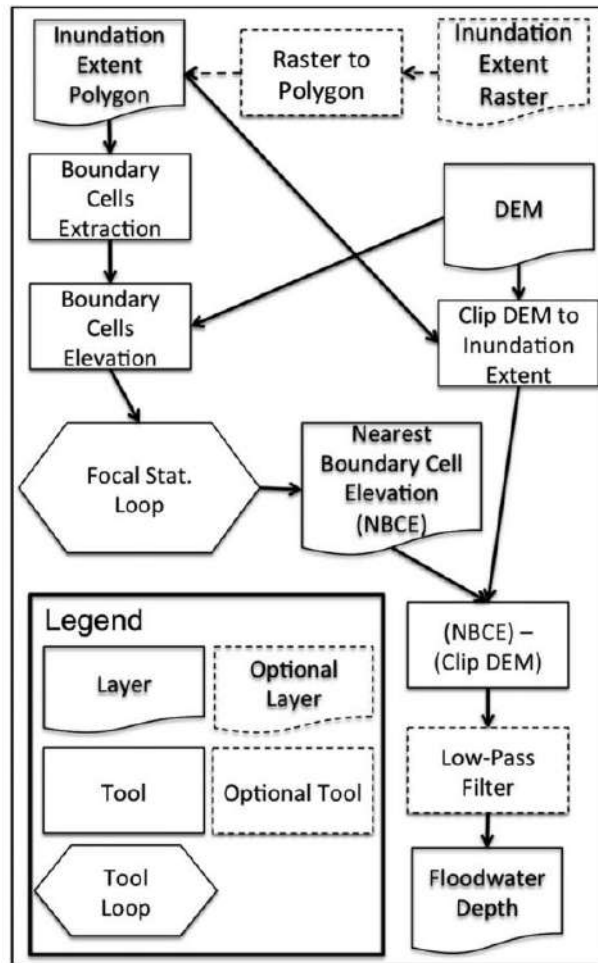 Inundation
Extent
Polygon
Raster to
Polygon
Inundation
Extent
Raster
Boundary
Cells
Extraction
DEM
Boundary
Cells
Elevation
Clip DEM to
Inundation
Extent
Focal Stat.
Loop
Nearest
Boundary Cell
Elevation
(NBCE)
(NBCE) –
(Clip DEM)
Low-Pass
Filter
Floodwater
Depth
Legend
Layer
Optional
Layer
Tool
Optional Tool
Tool
Loop